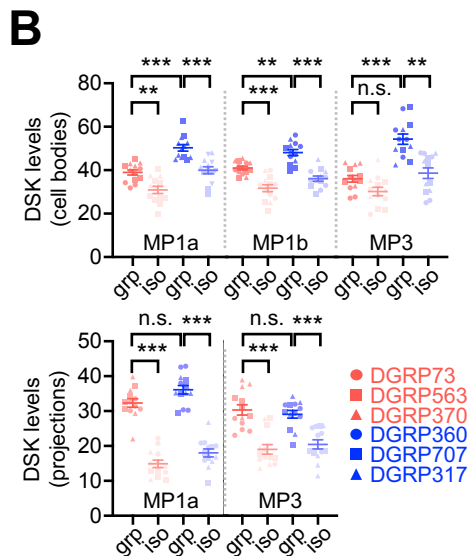 B
*** *** ** *** *** **
** *** n.s.
80
60
40
20
0
DSK levels
(cell bodies)
MP1a MP1b MP3
grp iso grp iso grp iso grp iso grp iso grp iso
n.s. *** n.s. ***
*** ***
50
40
30
20
10
0
DSK levels
(projections)
MP1a MP3
grp iso grp iso grp iso grp iso
DGRP73
DGRP563
DGRP370
DGRP360
DGRP707
DGRP317